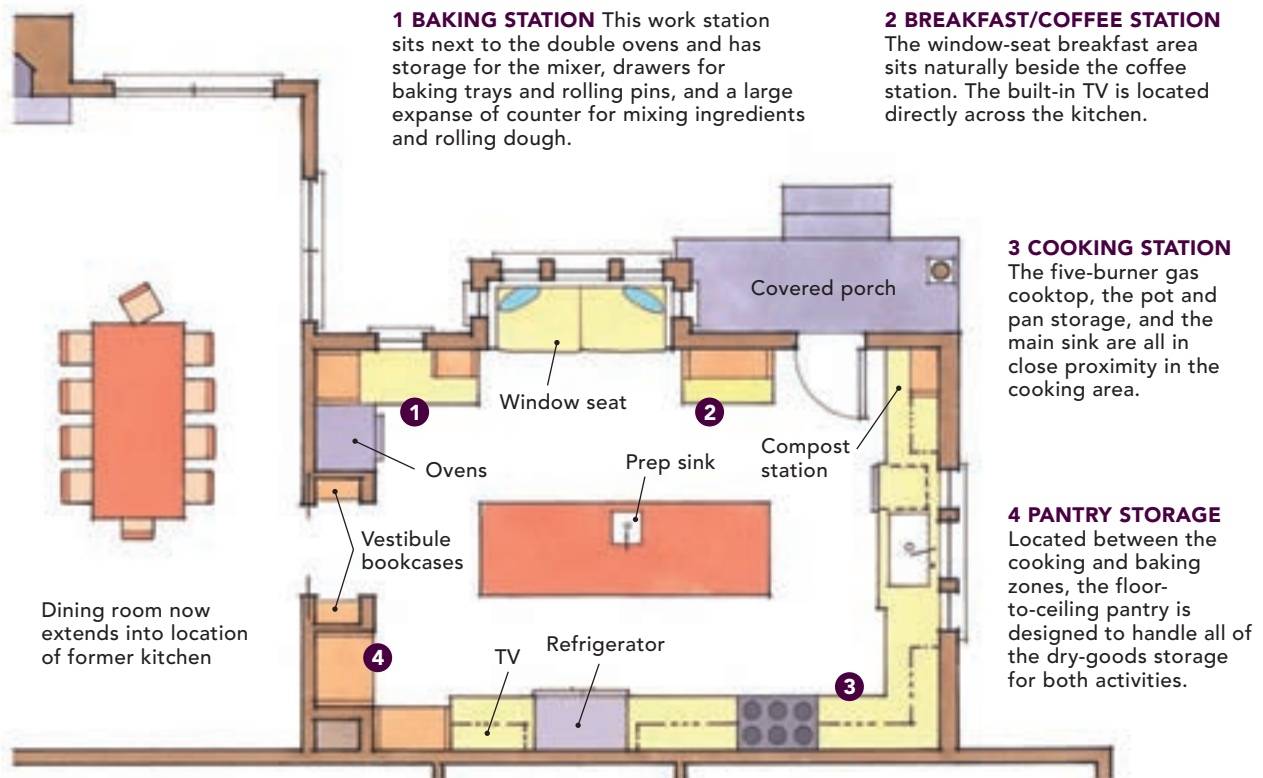 1 BAKING STATION This work station
sits next to the double ovens and has
storage for the mixer, drawers for
baking trays and rolling pins, and a large
expanse of counter for mixing ingredients
and rolling dough.
2 BREAKFAST/COFFEE STATION
The window-seat breakfast area
sits naturally beside the coffee
station. The built-in TV is located
directly across the kitchen.
3 COOKING STATION
The five-burner gas
cooktop, the pot and
pan storage, and the
main sink are all in
close proximity in the
cooking area.
4 PANTRY STORAGE
Located between the
cooking and baking
zones, the floor-
to-ceiling pantry is
designed to handle all of
the dry-goods storage
for both activities.
Covered porch
Window seat
1
2
Compost
station
Ovens
Prep sink
Vestibule
bookcases
Dining room now
extends into location
of former kitchen
4
TV
Refrigerator
3